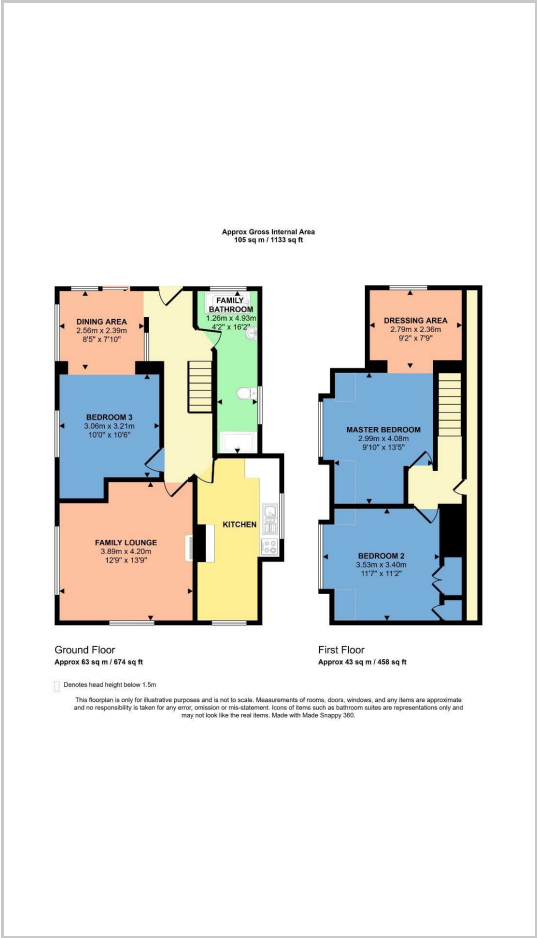 Approx Gross Internal Area
105 sq m / 1133 sq ft
DINING AREA
2.56m x 2.39m
8'5" x 7'10"
FAMILY
BATHROOM
1.26m x 4.93m
4'2" x 16'2"
BEDROOM 3
3.06m x 3.21m
10'0" x 10'6"
FAMILY LOUNGE
3.89m x 4.20m
12'9" x 13'9"
KITCHEN
DRESSING AREA
2.79m x 2.36m
9'2" x 7'9"
MASTER BEDROOM
2.99m x 4.08m
9'10" x 13'5"
BEDROOM 2
3.53m x 3.40m
11'7" x 11'2"
Ground Floor
Approx 63 sq m / 674 sq ft
First Floor
Approx 43 sq m / 458 sq ft
Denotes head height below 1.5m
This floorplan is only for illustrative purposes and is not to scale. Measurements of rooms, doors, windows, and any items are approximate
and no responsibility is taken for any error, omission or mis-statement. Icons of items such as bathroom suites are representations only and
may not look like the real items. Made with Made Snappy 360.